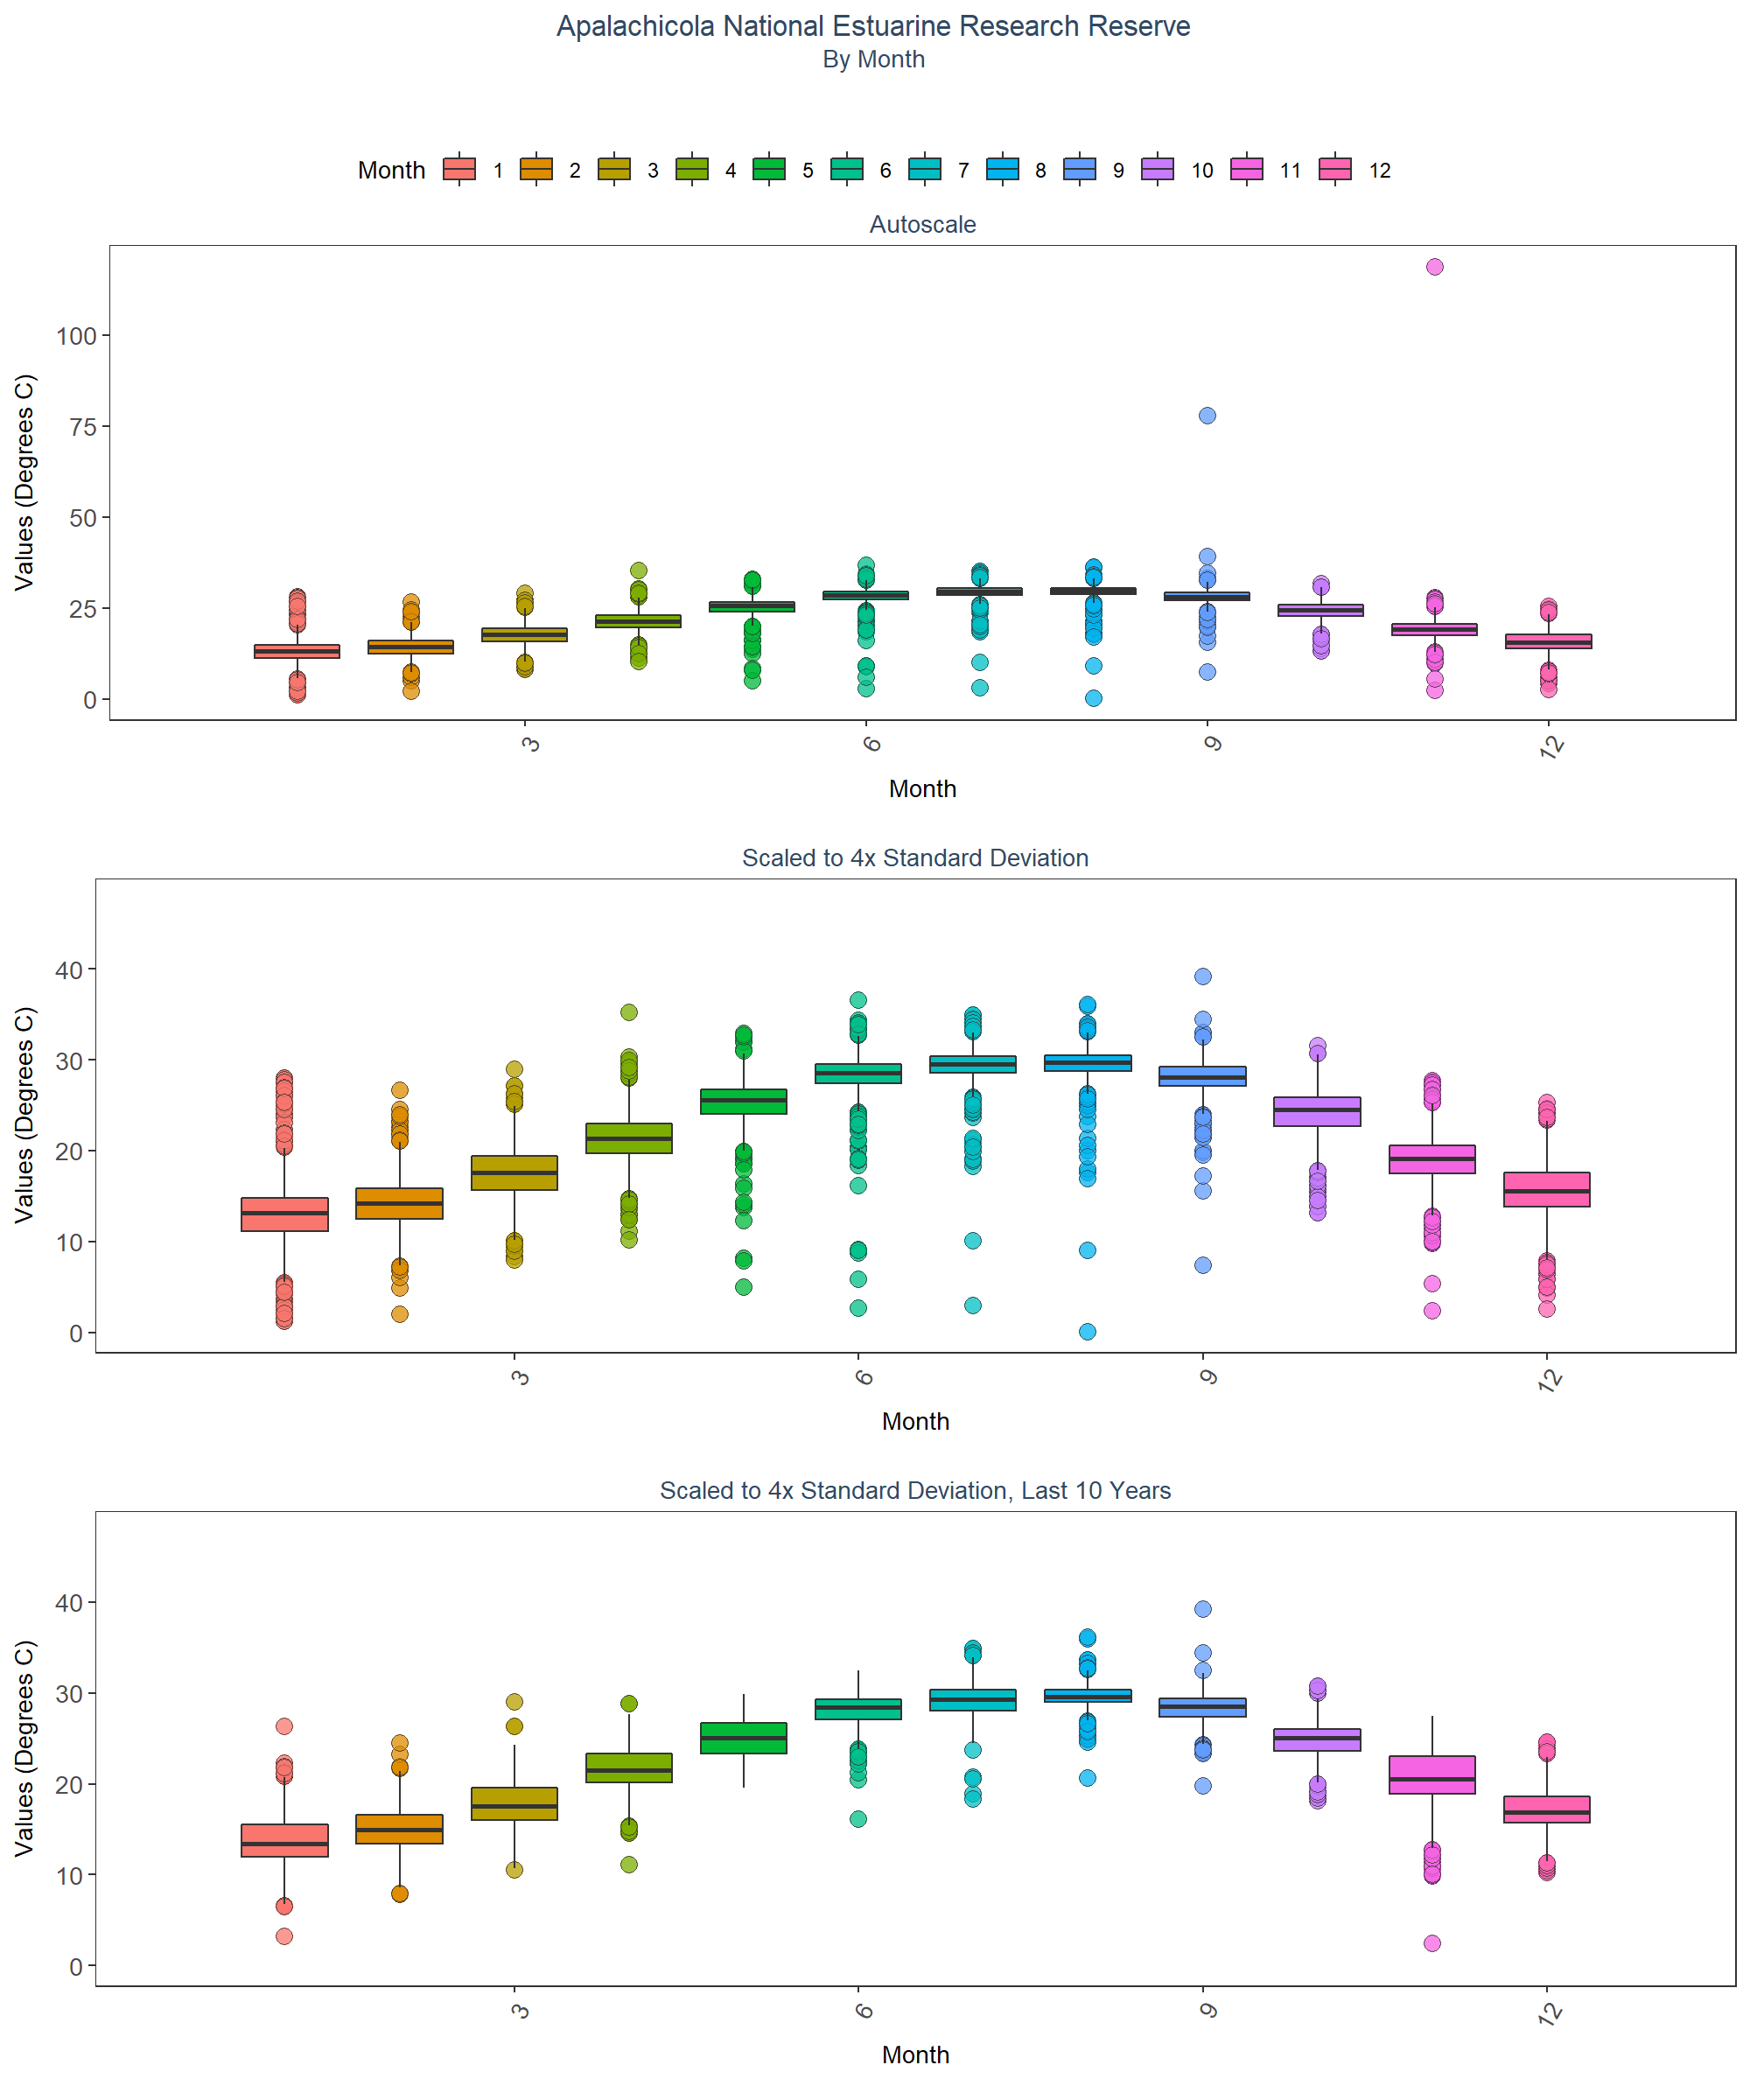 Apalachicola National Estuarine Research Reserve
By Month
Month 1 2 3 4 5 6 7 8 9 10 11 12
Autoscale
Values (Degrees C)
100
75
50
25
0
3 6 9 12
Month
Scaled to 4x Standard Deviation
Values (Degrees C)
40
30
20
10
0
3 6 9 12
Month
Scaled to 4x Standard Deviation, Last 10 Years
Values (Degrees C)
40
30
20
10
0
3 6 9 12
Month